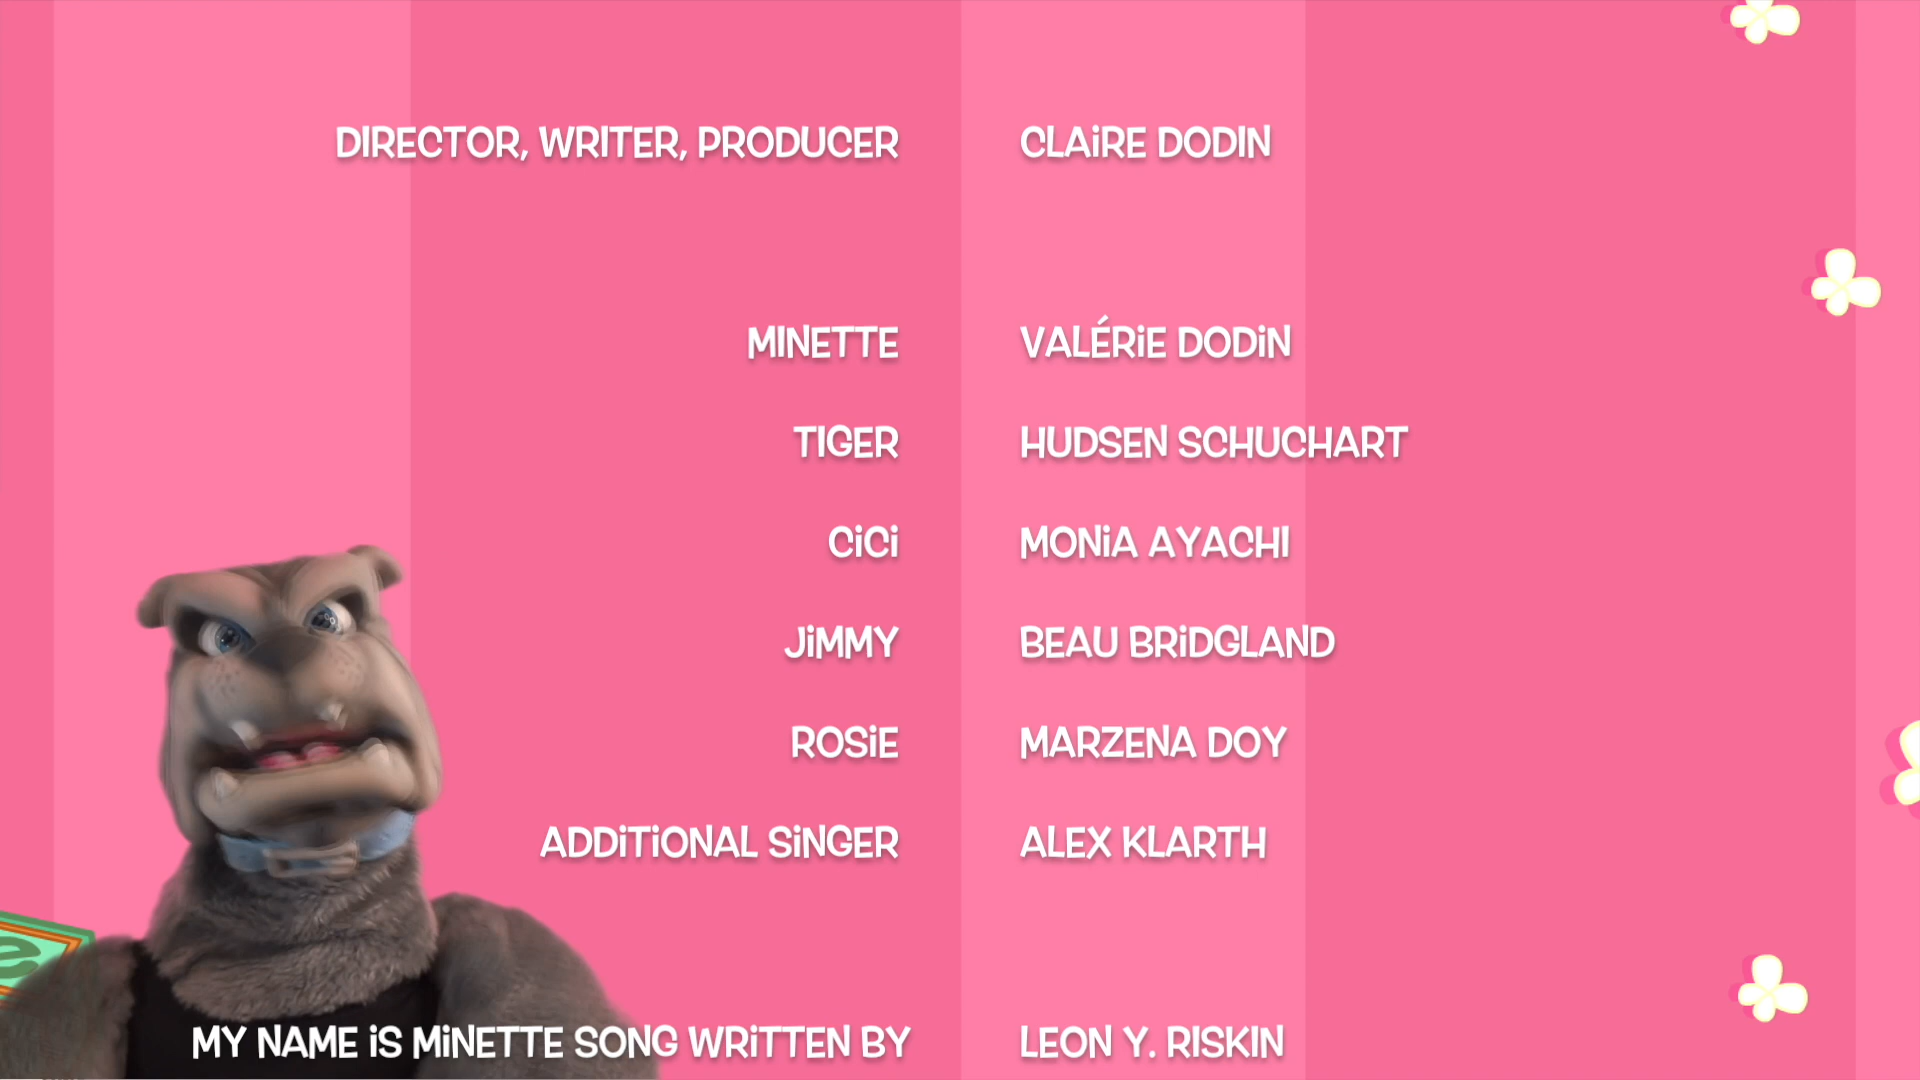 DIRECTOR, WRITER, PRODUCER CLAiRE DODIN
MINETTE VALÉRiE DODiN
TIGER HUDSEN SCHUCHART
CiCi MONiA AYACHI
JiMMY BEAU BRiDGLAND
ROSiE MARZENA DOY
ADDiTiONAL SiNGER ALEX KLARTH
MY NAME iS MiNETTE SONG WRiTTEN BY LEON Y. RISKIN